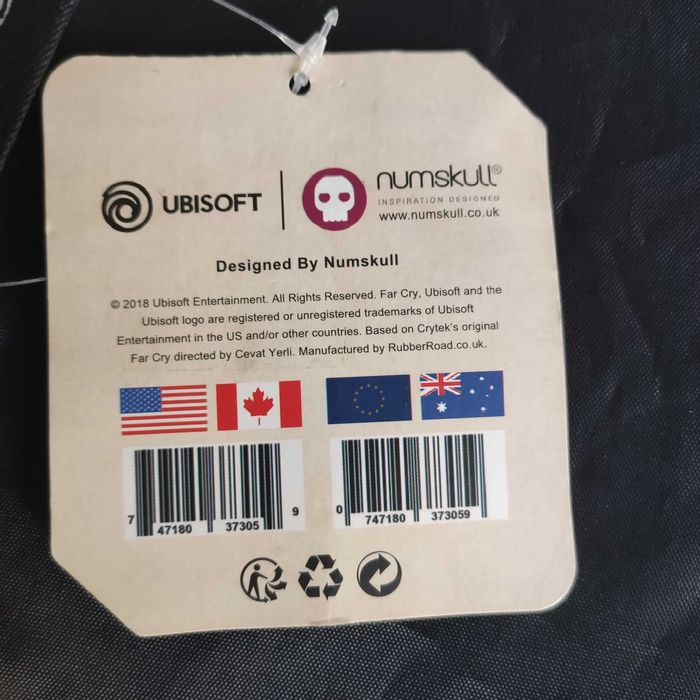 UBISOFT
numskull®
INSPIRATION DESIGNED
www.numskull.co.uk
Designed By Numskull
© 2018 Ubisoft Entertainment. All Rights Reserved. Far Cry, Ubisoft and the
Ubisoft logo are registered or unregistered trademarks of Ubisoft
Entertainment in the US and/or other countries. Based on Crytek's original
Far Cry directed by Cevat Yerli. Manufactured by RubberRoad.co.uk.
7 47180 37305 9
0 747180 373059